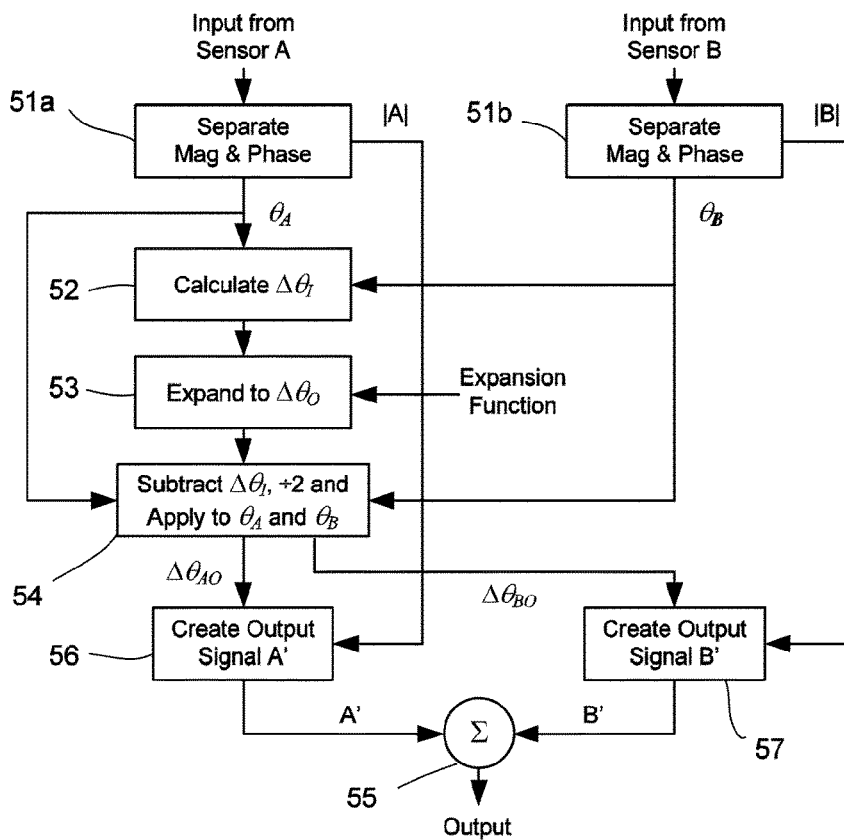 Input from
Sensor A
Input from
Sensor B
51a
|A|
51b
|B|
Separate
Mag & Phase
Separate
Mag & Phase
θA
θB
52
Calculate ΔθI
53
Expand to ΔθO
Expansion
Function
Subtract ΔθI, ÷2 and
Apply to θA and θB
54
ΔθAO
ΔθBO
56
Create Output
Signal A'
Create Output
Signal B'
A'
Σ
B'
57
55
Output